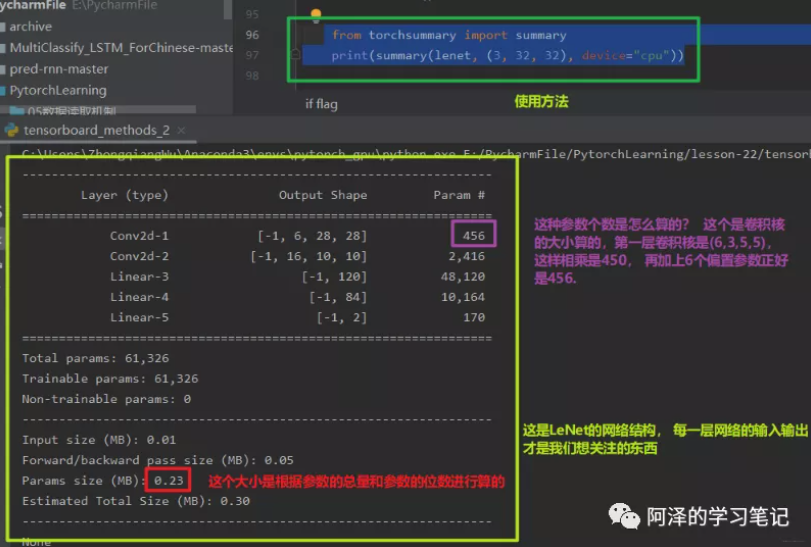 ycharmFile E:\PycharmFile
archive
MultiClassify_LSTM_ForChinese-maste
pred-rnn-master
PytorchLearning
05数据读取机制
95
96 from torchsummary import summary
97 print(summary(lenet, (3, 32, 32), device="cpu"))
98
if flag
使用方法
tensorboard_methods_2 ×
C:\Users\ZhongqiangWu\Anaconda3\envs\pytorch_gpu\python.exe E:/PycharmFile/PytorchLearning/lesson-22/tensor
----------------------------------------------------------------
Layer (type) Output Shape Param #
================================================================
Conv2d-1 [-1, 6, 28, 28] 456
Conv2d-2 [-1, 16, 10, 10] 2,416
Linear-3 [-1, 120] 48,120
Linear-4 [-1, 84] 10,164
Linear-5 [-1, 2] 170
================================================================
这种参数个数是怎么算的？ 这个是卷积核
的大小算的，第一层卷积核是(6,3,5,5)，
这样相乘是450， 再加上6个偏置参数正好
是456.
Total params: 61,326
Trainable params: 61,326
Non-trainable params: 0
----------------------------------------------------------------
Input size (MB): 0.01
Forward/backward pass size (MB): 0.05
Params size (MB): 0.23 这个大小是根据参数的总量和参数的位数进行算的
Estimated Total Size (MB): 0.30
----------------------------------------------------------------
None
这是LeNet的网络结构， 每一层网络的输入输出
才是我们想关注的东西
阿泽的学习笔记